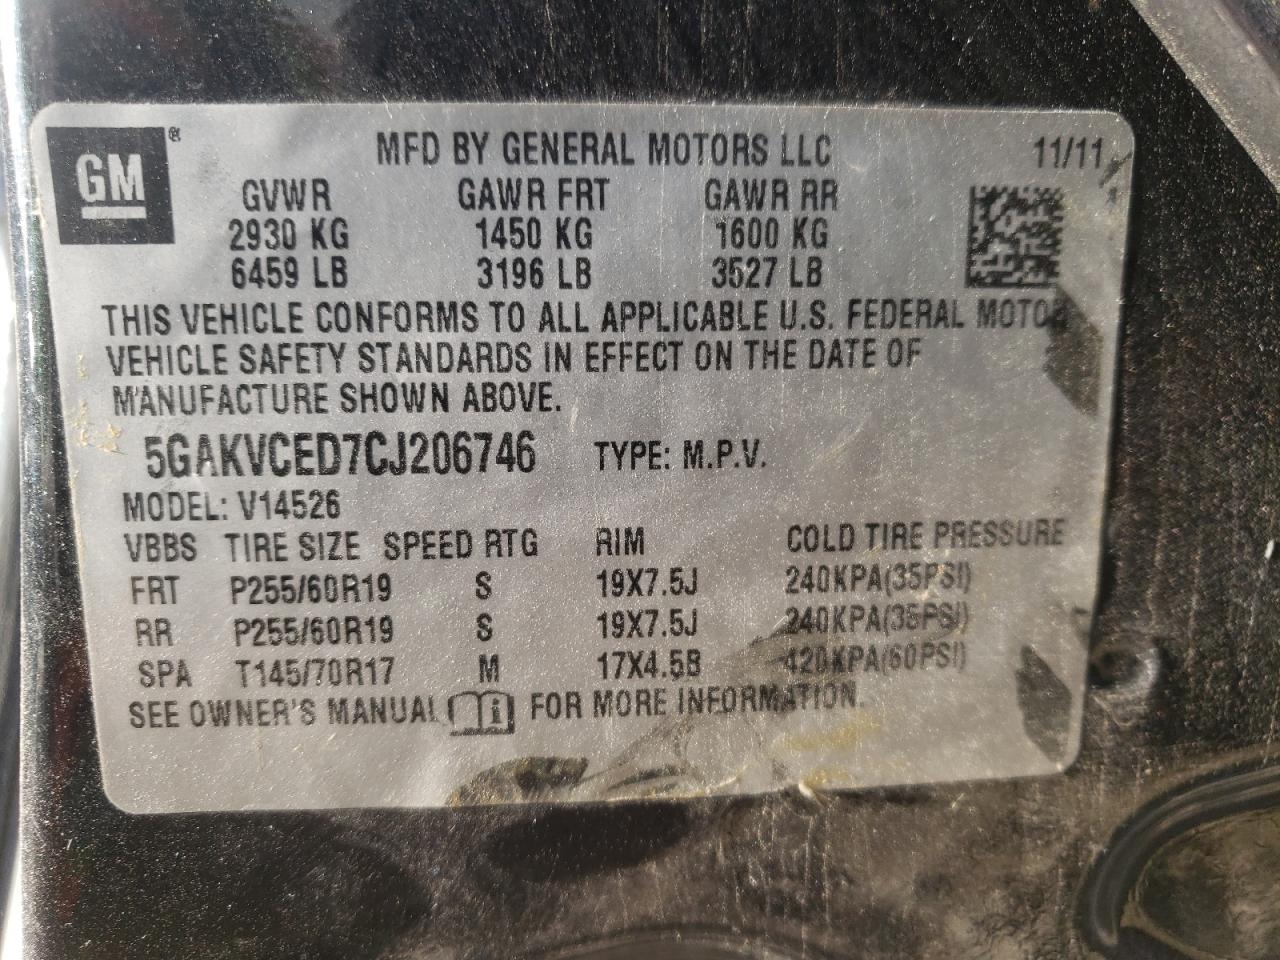 GM® MFD BY GENERAL MOTORS LLC 11/11
GVWR GAWR FRT GAWR RR
2930 KG 1450 KG 1600 KG
6459 LB 3196 LB 3527 LB
THIS VEHICLE CONFORMS TO ALL APPLICABLE U.S. FEDERAL MOTOR
VEHICLE SAFETY STANDARDS IN EFFECT ON THE DATE OF
MANUFACTURE SHOWN ABOVE.
5GAKVCED7CJ206746 TYPE: M.P.V.
MODEL: V14526
VBBS TIRE SIZE SPEED RTG RIM COLD TIRE PRESSURE
FRT P255/60R19 S 19X7.5J 240KPA(35PSI)
RR P255/60R19 S 19X7.5J 240KPA(35PSI)
SPA T145/70R17 M 17X4.5B 420KPA(60PSI)
SEE OWNER'S MANUAL i FOR MORE INFORMATION.